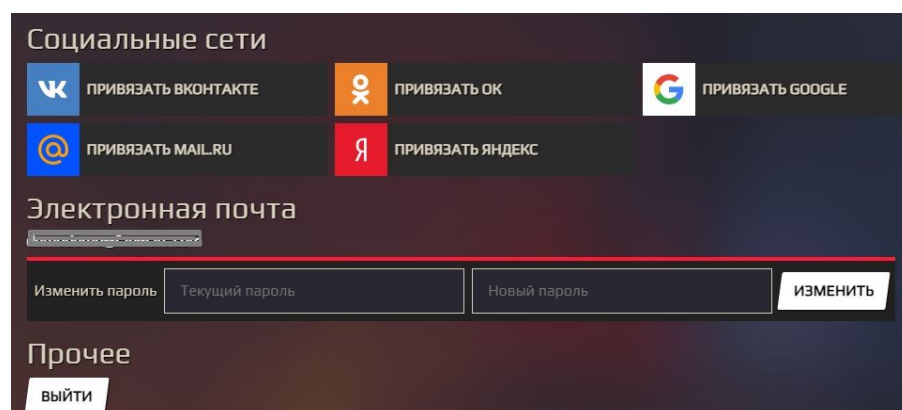 Социальные сети
ПРИВЯЗАТЬ ВКОНТАКТЕ
ПРИВЯЗАТЬ ОК
ПРИВЯЗАТЬ GOOGLE
ПРИВЯЗАТЬ MAIL.RU
Я ПРИВЯЗАТЬ ЯНДЕКС
Электронная почта
Изменить пароль Текущий пароль Новый пароль ИЗМЕНИТЬ
Прочее
ВЫЙТИ